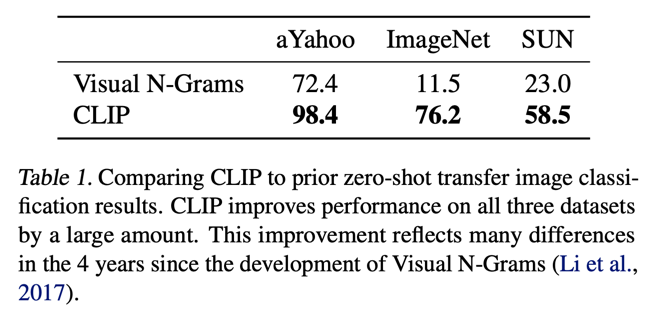 aYahoo ImageNet SUN
Visual N-Grams 72.4 11.5 23.0
CLIP 98.4 76.2 58.5
Table 1. Comparing CLIP to prior zero-shot transfer image classi-
fication results. CLIP improves performance on all three datasets
by a large amount. This improvement reflects many differences
in the 4 years since the development of Visual N-Grams (Li et al.,
2017).